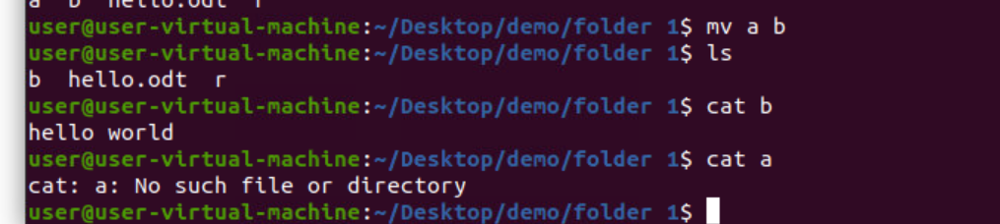 a  b  hello.odt  r
user@user-virtual-machine:~/Desktop/demo/folder 1$ mv a b
user@user-virtual-machine:~/Desktop/demo/folder 1$ ls
b  hello.odt  r
user@user-virtual-machine:~/Desktop/demo/folder 1$ cat b
hello world
user@user-virtual-machine:~/Desktop/demo/folder 1$ cat a
cat: a: No such file or directory
user@user-virtual-machine:~/Desktop/demo/folder 1$